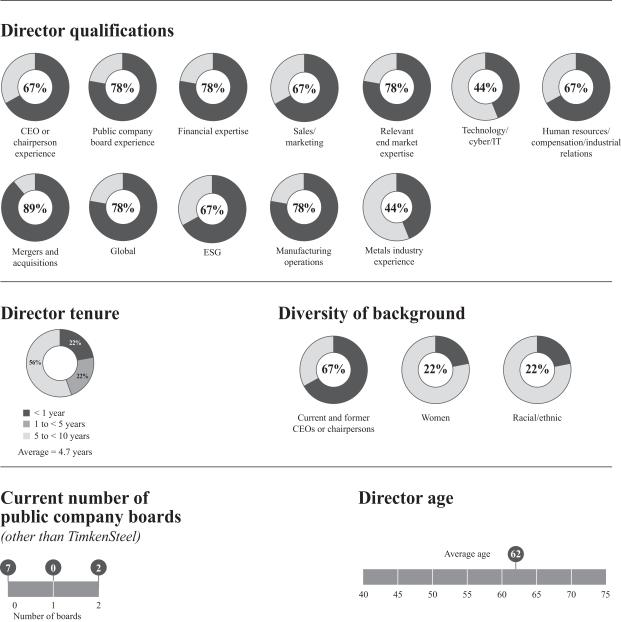 Director qualifications
67% 78% 78% 67% 78% 44% 67%
CEO or
chairperson
experience
Public company
board experience
Financial expertise
Sales/
marketing
Relevant
end market
expertise
Technology/
cyber/IT
Human resources/
compensation/industrial
relations
89% 78% 67% 78% 44%
Mergers and
acquisitions
Global
ESG
Manufacturing
operations
Metals industry
experience
Director tenure
22%
56%
22%
< 1 year
1 to < 5 years
5 to < 10 years
Average = 4.7 years
Diversity of background
67% 22% 22%
Current and former
CEOs or chairpersons
Women
Racial/ethnic
Current number of
public company boards
(other than TimkenSteel)
7 0 2
0 1 2
Number of boards
Director age
Average age 62
40 45 50 55 60 65 70 75